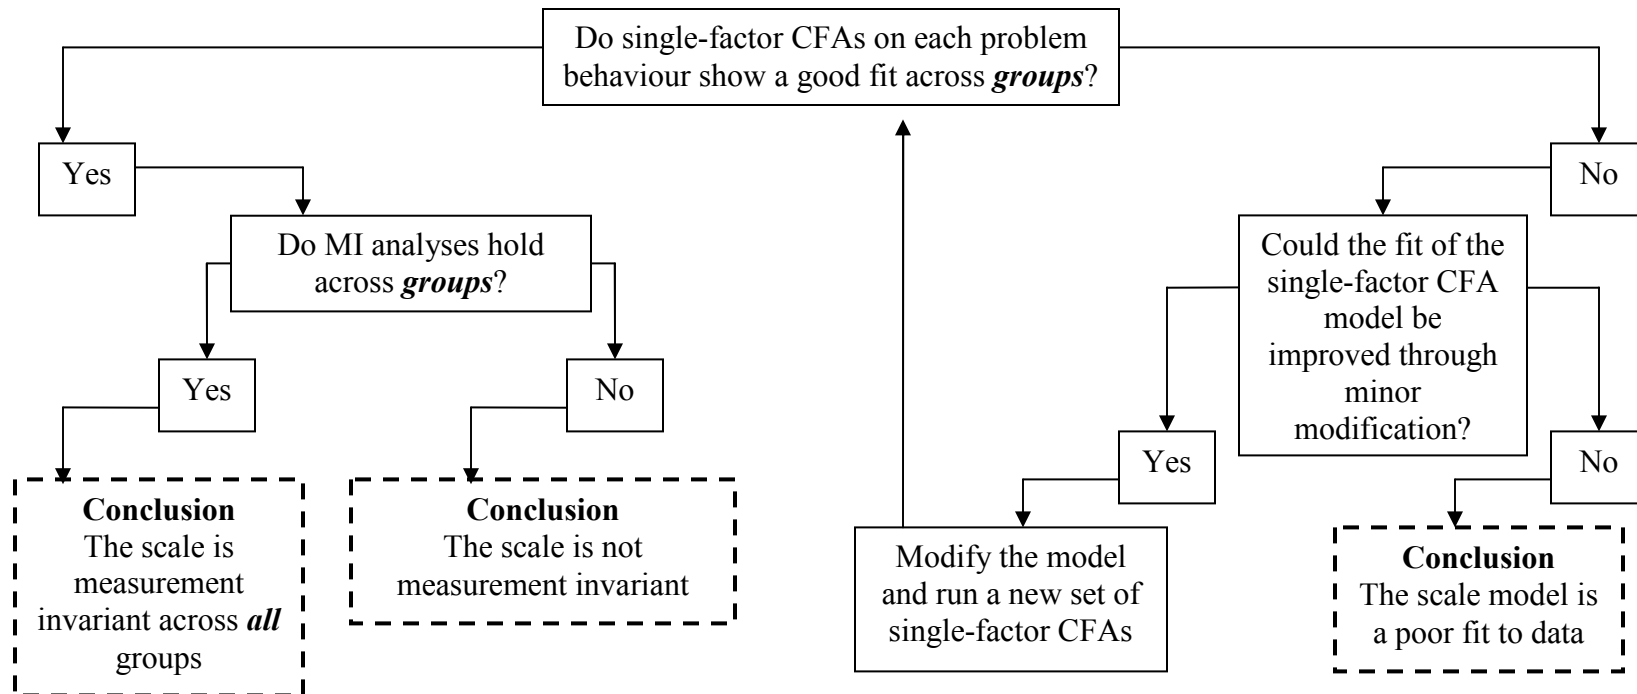 Do single-factor CFAs on each problem
behaviour show a good fit across groups?
Yes
No
Do MI analyses hold
across groups?
Could the fit of the
single-factor CFA
model be
improved through
minor
modification?
Yes
No
Yes
No
Conclusion
The scale is
measurement
invariant across all
groups
Conclusion
The scale is not
measurement invariant
Modify the model
and run a new set of
single-factor CFAs
Conclusion
The scale model is
a poor fit to data